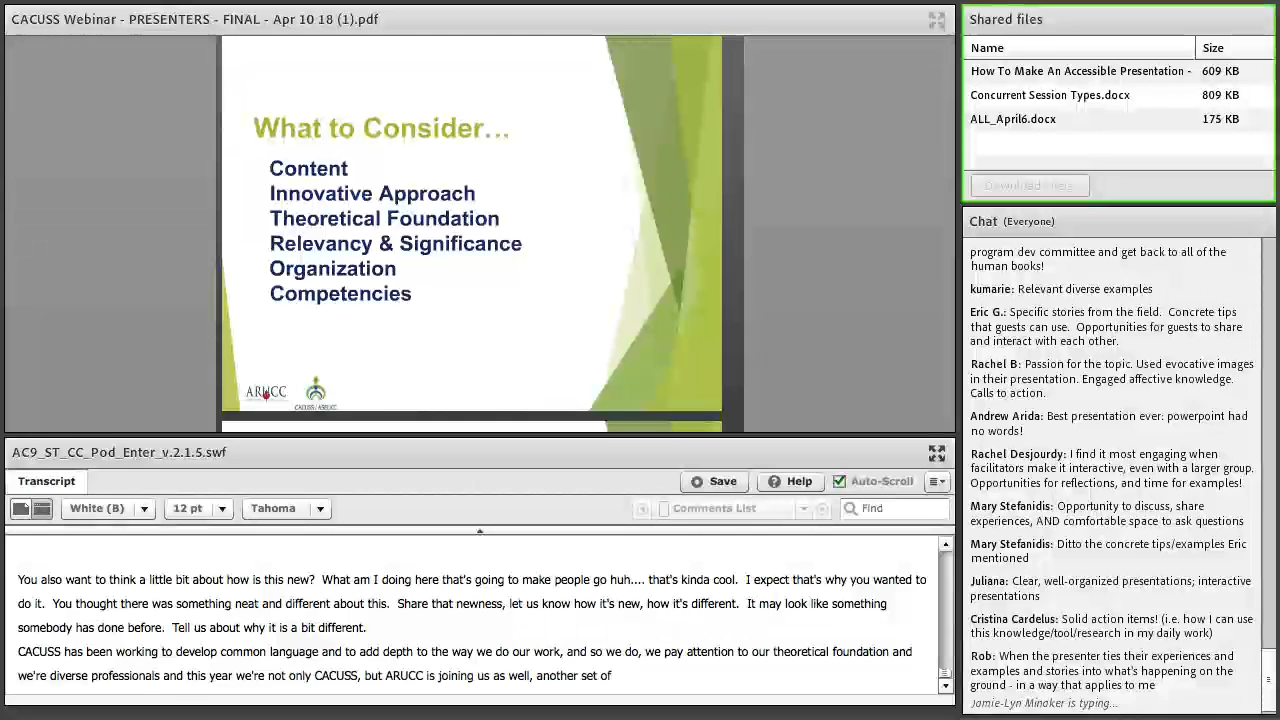 CACUSS Webinar - PRESENTERS - FINAL - Apr 10 18 (1).pdf
What to Consider…
Content
Innovative Approach
Theoretical Foundation
Relevancy & Significance
Organization
Competencies
ARUCC
CACUSS / ASEUCC
AC9_ST_CC_Pod_Enter_v.2.1.5.swf
Transcript
Save
Help
Auto-Scroll
White (B)
12 pt
Tahoma
Comments List
Find
You also want to think a little bit about how is this new?  What am I doing here that's going to make people go huh.... that's kinda cool.  I expect that's why you wanted to
do it.  You thought there was something neat and different about this.  Share that newness, let us know how it's new, how it's different.  It may look like something
somebody has done before.  Tell us about why it is a bit different.
CACUSS has been working to develop common language and to add depth to the way we do our work, and so we do, we pay attention to our theoretical foundation and
we're diverse professionals and this year we're not only CACUSS, but ARUCC is joining us as well, another set of
Shared files
Name Size
How To Make An Accessible Presentation - 609 KB
Concurrent Session Types.docx 809 KB
ALL_April6.docx 175 KB
Chat (Everyone)
program dev committee and get back to all of the
human books!
kumarie: Relevant diverse examples
Eric G.: Specific stories from the field.  Concrete tips
that guests can use.  Opportunities for guests to share
and interact with each other.
Rachel B: Passion for the topic. Used evocative images
in their presentation. Engaged affective knowledge.
Calls to action.
Andrew Arida: Best presentation ever: powerpoint had
no words!
Rachel Desjourdy: I find it most engaging when
facilitators make it interactive, even with a larger group.
Opportunities for reflections, and time for examples!
Mary Stefanidis: Opportunity to discuss, share
experiences, AND comfortable space to ask questions
Mary Stefanidis: Ditto the concrete tips/examples Eric
mentioned
Juliana: Clear, well-organized presentations; interactive
presentations
Cristina Cardelus: Solid action items! (i.e. how I can use
this knowledge/tool/research in my daily work)
Rob: When the presenter ties their experiences and
examples and stories into what's happening on the
ground - in a way that applies to me
Jamie-Lyn Minaker is typing...